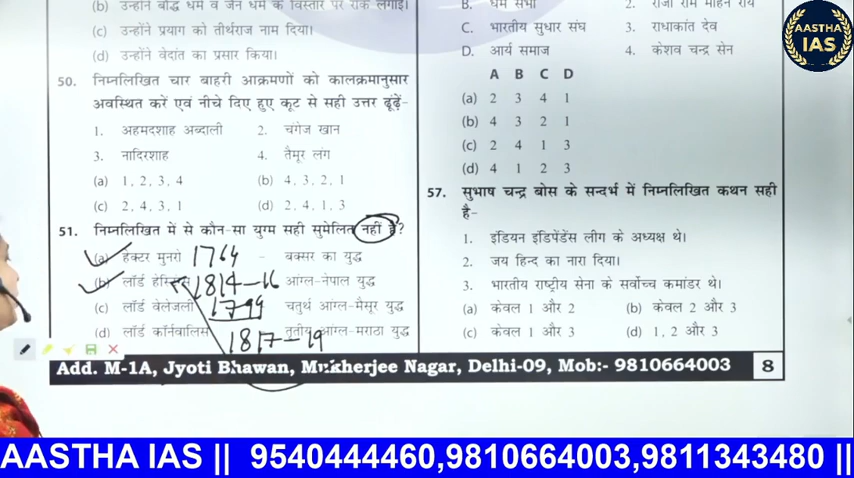 (b) उन्होंने बौद्ध धर्म व जैन धर्म के विस्तार पर रोक लगाई।
(c) उन्होंने प्रयाग को तीर्थराज नाम दिया।
(d) उन्होंने वेदांत का प्रसार किया।
50. निम्नलिखित चार बाहरी आक्रमणों को कालक्रमानुसार
अवस्थित करें एवं नीचे दिए हुए कूट से सही उत्तर ढूंढ़ें-
1. अहमदशाह अब्दाली 2. चंगेज खान
3. नादिरशाह 4. तैमूर लंग
(a) 1, 2, 3, 4 (b) 4, 3, 2, 1
(c) 2, 4, 3, 1 (d) 2, 4, 1, 3
51. निम्नलिखित में से कौन-सा युग्म सही सुमेलित नहीं है?
(a) हेक्टर मुनरो 1764 - बक्सर का युद्ध
(b) लॉर्ड हेस्टिंग्स 1814-16 आंग्ल-नेपाल युद्ध
(c) लॉर्ड वेलेजली 1799 चतुर्थ आंग्ल-मैसूर युद्ध
(d) लॉर्ड कॉर्नवालिस तृतीय आंग्ल-मराठा युद्ध
1817-19
B. धर्म सभा 2. राजा राम मोहन राय
C. भारतीय सुधार संघ 3. राधाकांत देव
D. आर्य समाज 4. केशव चन्द्र सेन
A B C D
(a) 2 3 4 1
(b) 4 3 2 1
(c) 2 4 1 3
(d) 4 1 2 3
57. सुभाष चन्द्र बोस के सन्दर्भ में निम्नलिखित कथन सही
है-
1. इंडियन इंडिपेंडेंस लीग के अध्यक्ष थे।
2. जय हिन्द का नारा दिया।
3. भारतीय राष्ट्रीय सेना के सर्वोच्च कमांडर थे।
(a) केवल 1 और 2 (b) केवल 2 और 3
(c) केवल 1 और 3 (d) 1, 2 और 3
Add. M-1A, Jyoti Bhawan, Mukherjee Nagar, Delhi-09, Mob:- 9810664003 8
AASTHA
IAS
AASTHA IAS || 9540444460,9810664003,9811343480 ||